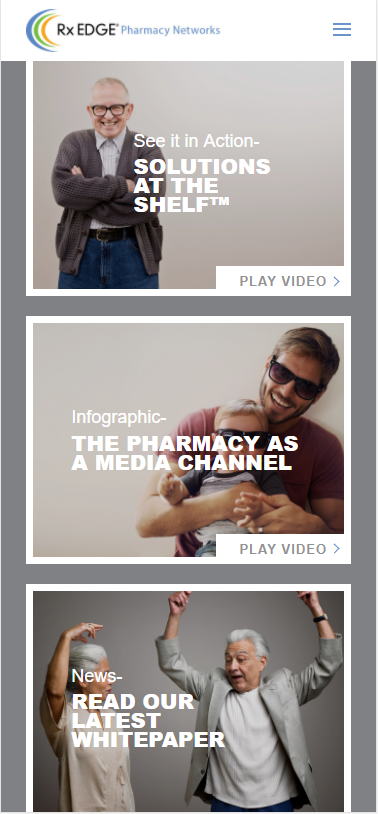 Rx EDGE® Pharmacy Networks
See it in Action-
SOLUTIONS
AT THE
SHELF™
PLAY VIDEO
Infographic-
THE PHARMACY AS
A MEDIA CHANNEL
PLAY VIDEO
News-
READ OUR
LATEST
WHITEPAPER